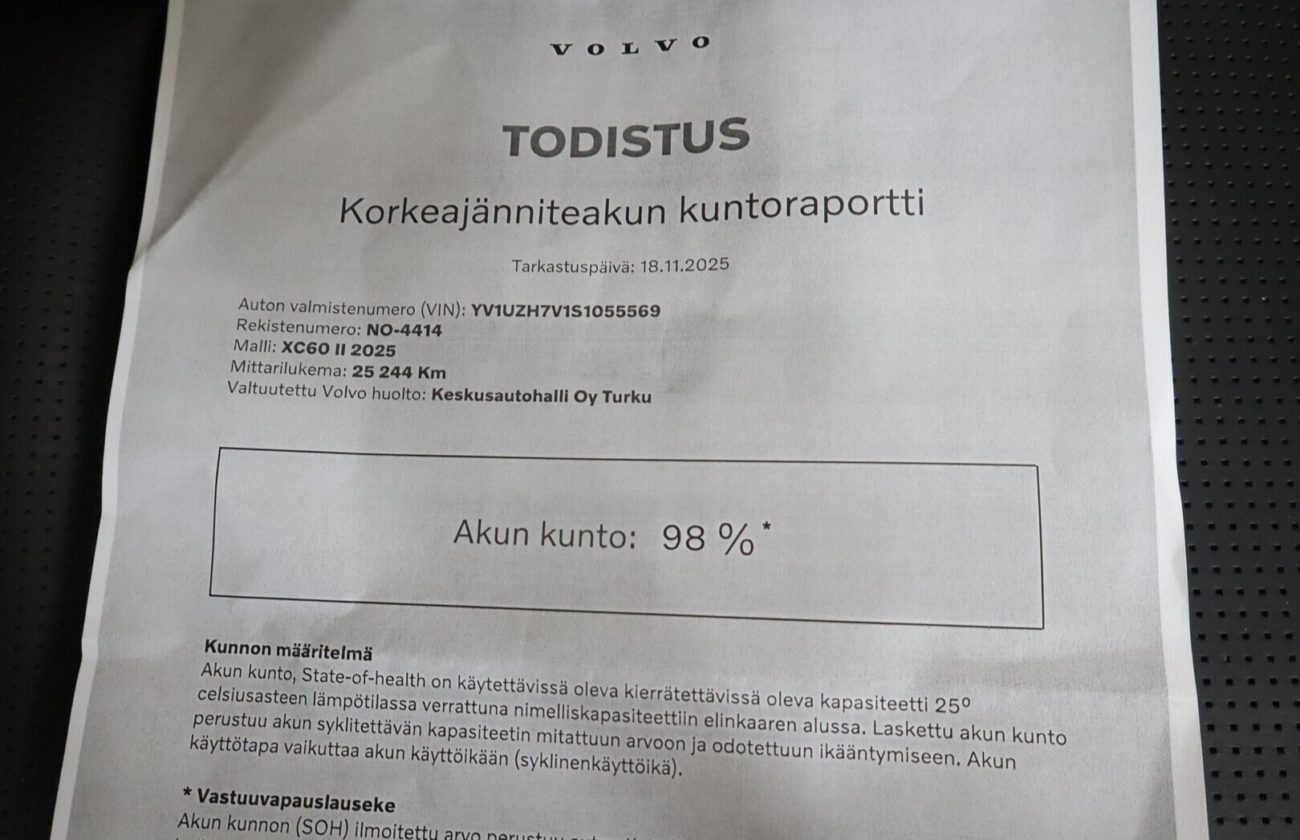 VOLVO
TODISTUS
Korkeajänniteakun kuntoraportti
Tarkastuspäivä: 18.11.2025
Auton valmistenumero (VIN): YV1UZH7V1S1055569
Rekistenumero: NO-4414
Malli: XC60 II 2025
Mittarilukema: 25 244 Km
Valtuutettu Volvo huolto: Keskusautohalli Oy Turku
Akun kunto: 98 %*
Kunnon määritelmä
Akun kunto, State-of-health on käytettävissä oleva kierrätettävissä oleva kapasiteetti 25°
celsiusasteen lämpötilassa verrattuna nimelliskapasiteettiin elinkaaren alussa. Laskettu akun kunto
perustuu akun syklitettävän kapasiteetin mitattuun arvoon ja odotettuun ikääntymiseen. Akun
käyttötapa vaikuttaa akun käyttöikään (syklinenkäyttöikä).
* Vastuuvapauslauseke
Akun kunnon (SOH) ilmoitettu arvo perustuu